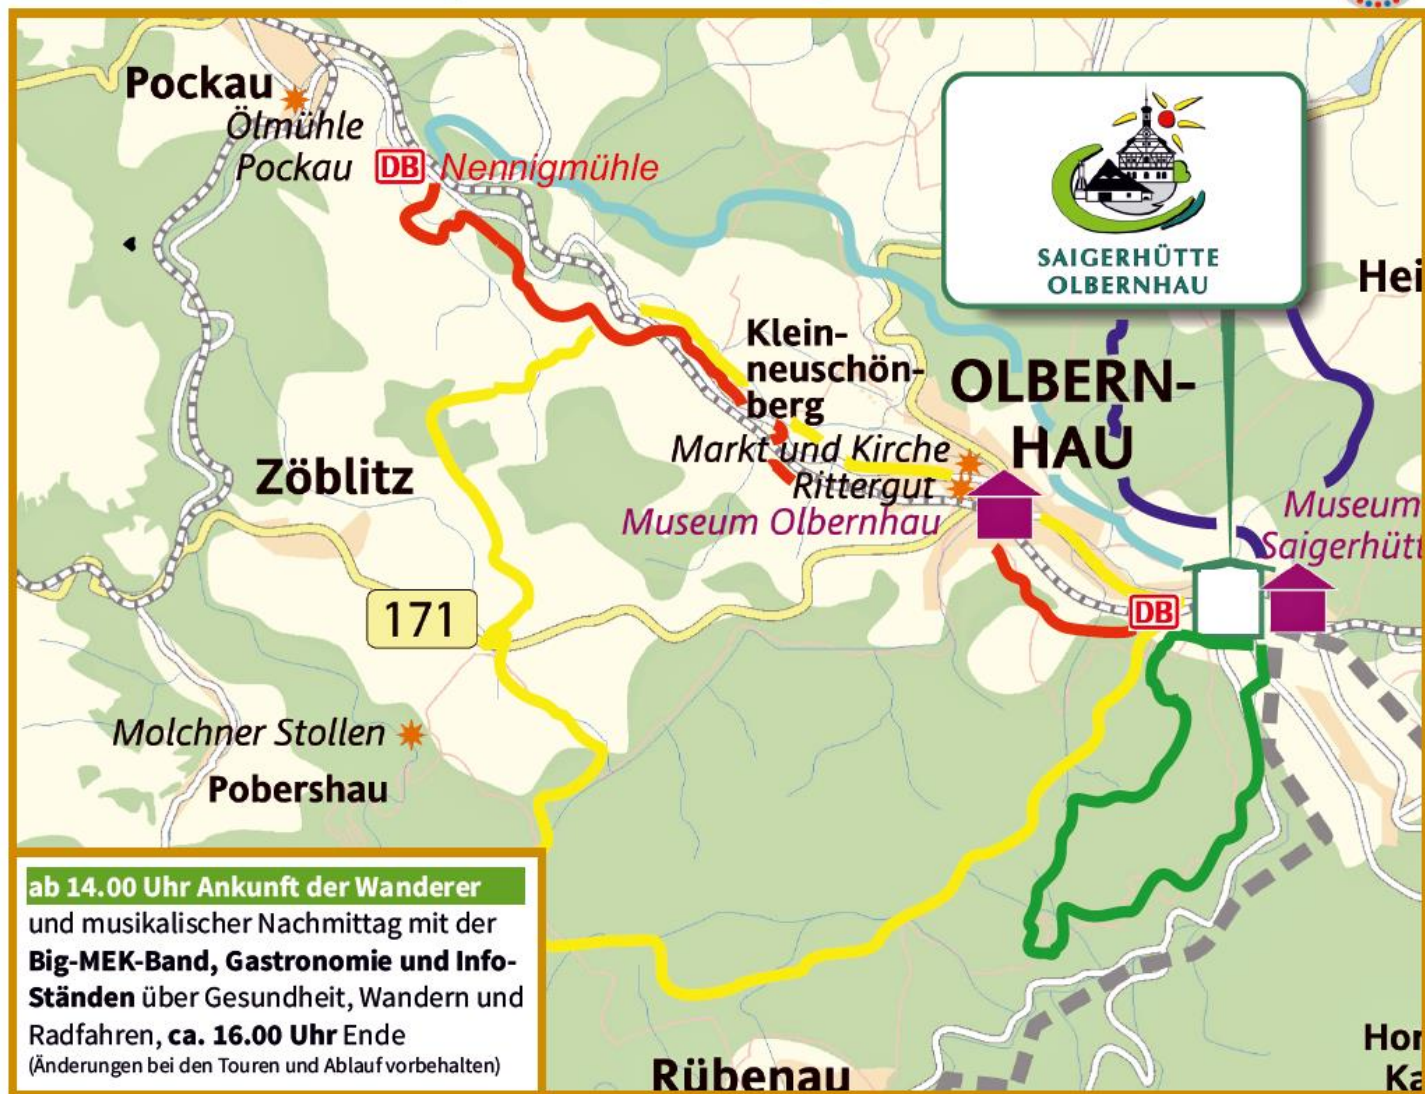 Pockau
Ölmühle
Pockau
DB Nennigmühle
SAIGERHÜTTE
OLBERNHAU
Hei
Klein-
neuschön-
berg
OLBERN-
HAU
Markt und Kirche
Rittergut
Museum Olbernhau
Zöblitz
Museum
Saigerhütt
171
DB
Molchner Stollen
Pobershau
ab 14.00 Uhr Ankunft der Wanderer
und musikalischer Nachmittag mit der
Big-MEK-Band, Gastronomie und Info-
Ständen über Gesundheit, Wandern und
Radfahren, ca. 16.00 Uhr Ende
(Änderungen bei den Touren und Ablauf vorbehalten)
Rübenau
Hor
Ka